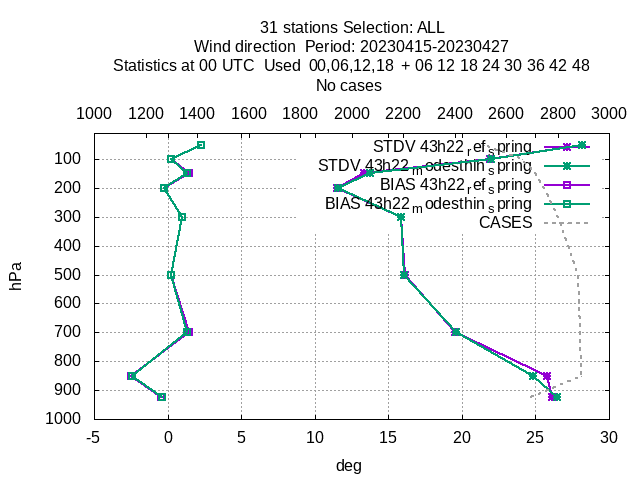 31 stations Selection: ALL
Wind direction  Period: 20230415-20230427
Statistics at 00 UTC  Used  00,06,12,18  + 06 12 18 24 30 36 42 48
No cases
1000 1200 1400 1600 1800 2000 2200 2400 2600 2800 3000
STDV 43h22_ref_spring
STDV 43h22_modesthin_spring
BIAS 43h22_ref_spring
BIAS 43h22_modesthin_spring
CASES
100
200
300
400
500
600
700
800
900
1000
hPa
-5 0 5 10 15 20 25 30
deg